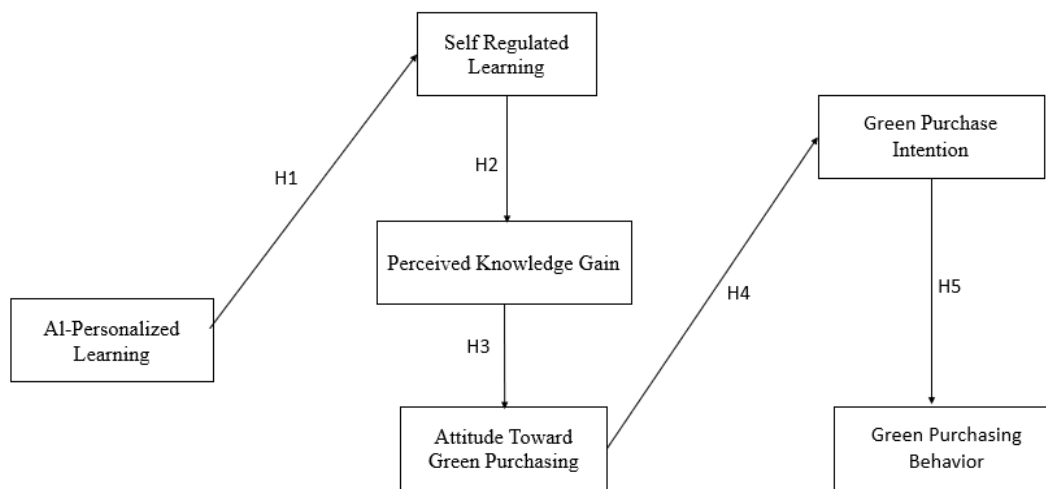 Self Regulated
Learning
Green Purchase
Intention
H1
H2
Perceived Knowledge Gain
H4
H5
A1-Personalized
Learning
H3
Attitude Toward
Green Purchasing
Green Purchasing
Behavior